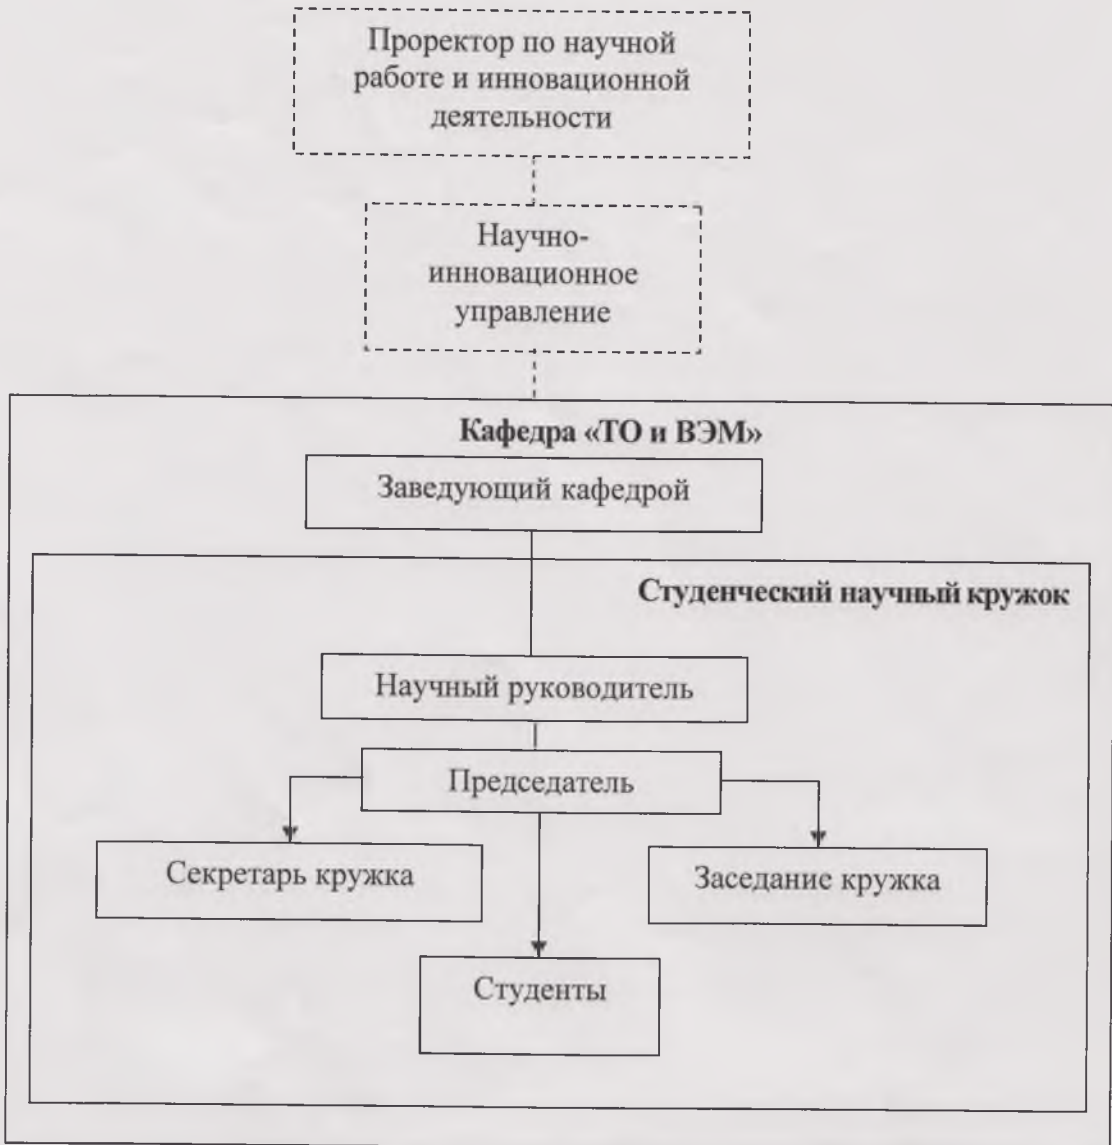 Проректор по научной
работе и инновационной
деятельности
Научно-
инновационное
управление
Кафедра «ТО и ВЭМ»
Заведующий кафедрой
Студенческий научный кружок
Научный руководитель
Председатель
Секретарь кружка
Заседание кружка
Студенты